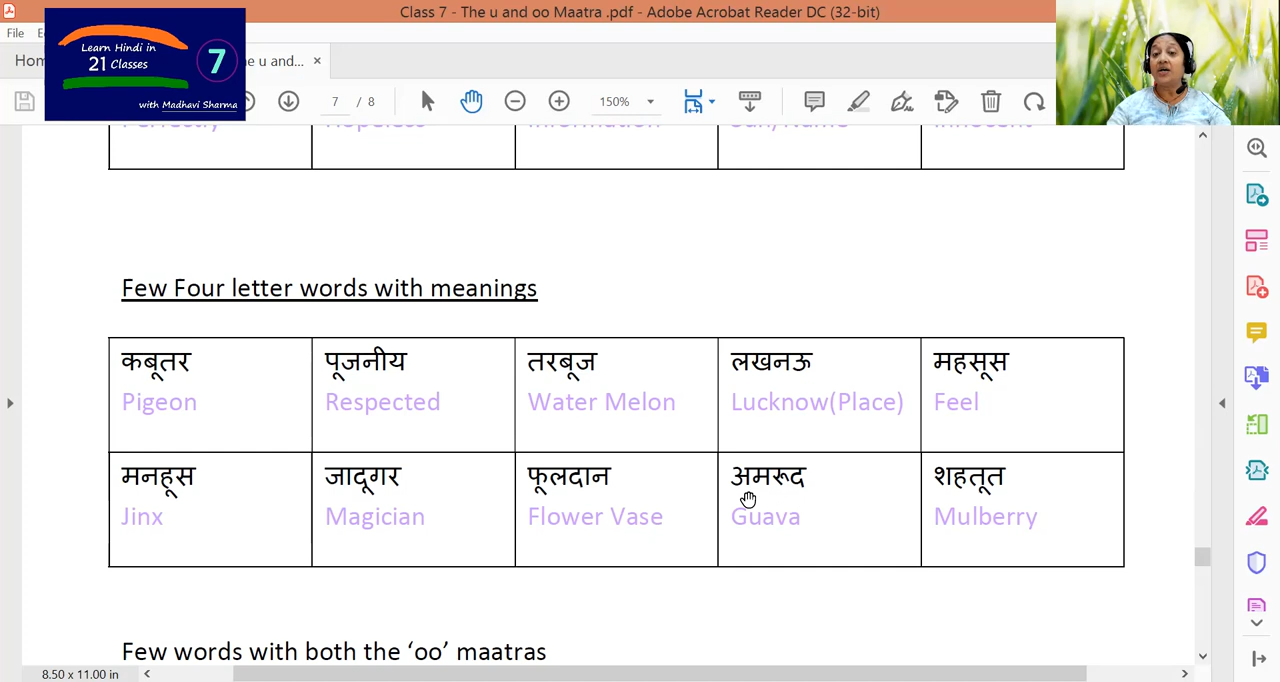 Class 7 - The u and oo Maatra .pdf - Adobe Acrobat Reader DC (32-bit)
File
Learn Hindi in
21 Classes
7
with Madhavi Sharma
he u and...
7 / 8
150%
Few Four letter words with meanings
कबूतर पूजनीय तरबूज लखनऊ महसूस
Pigeon Respected Water Melon Lucknow(Place) Feel
मनहूस जादूगर फूलदान अमरूद शहतूत
Jinx Magician Flower Vase Guava Mulberry
Few words with both the ‘oo’ maatras
8.50 x 11.00 in